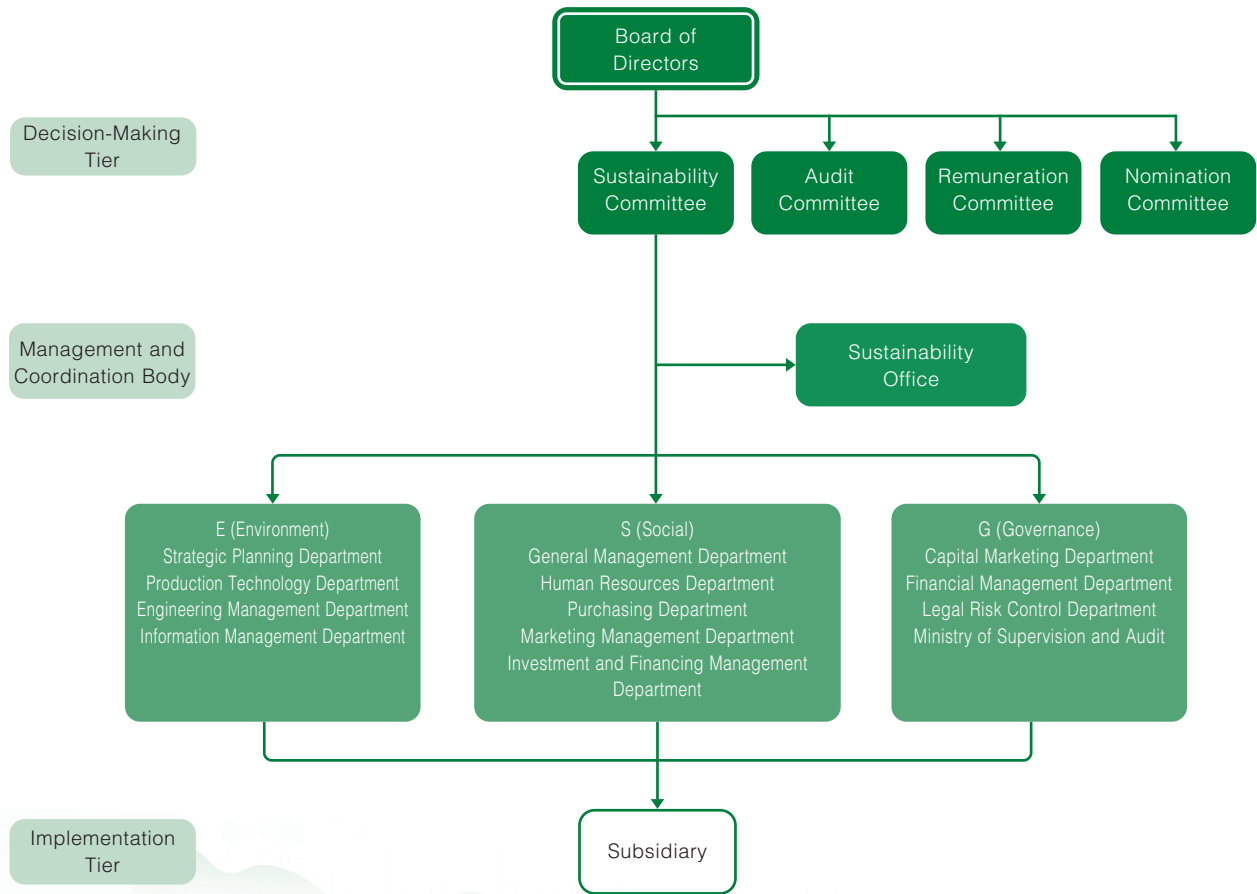 Board of
Directors
Decision-Making
Tier
Sustainability
Committee
Audit
Committee
Remuneration
Committee
Nomination
Committee
Management and
Coordination Body
Sustainability
Office
E (Environment)
Strategic Planning Department
Production Technology Department
Engineering Management Department
Information Management Department
S (Social)
General Management Department
Human Resources Department
Purchasing Department
Marketing Management Department
Investment and Financing Management
Department
G (Governance)
Capital Marketing Department
Financial Management Department
Legal Risk Control Department
Ministry of Supervision and Audit
Implementation
Tier
Subsidiary